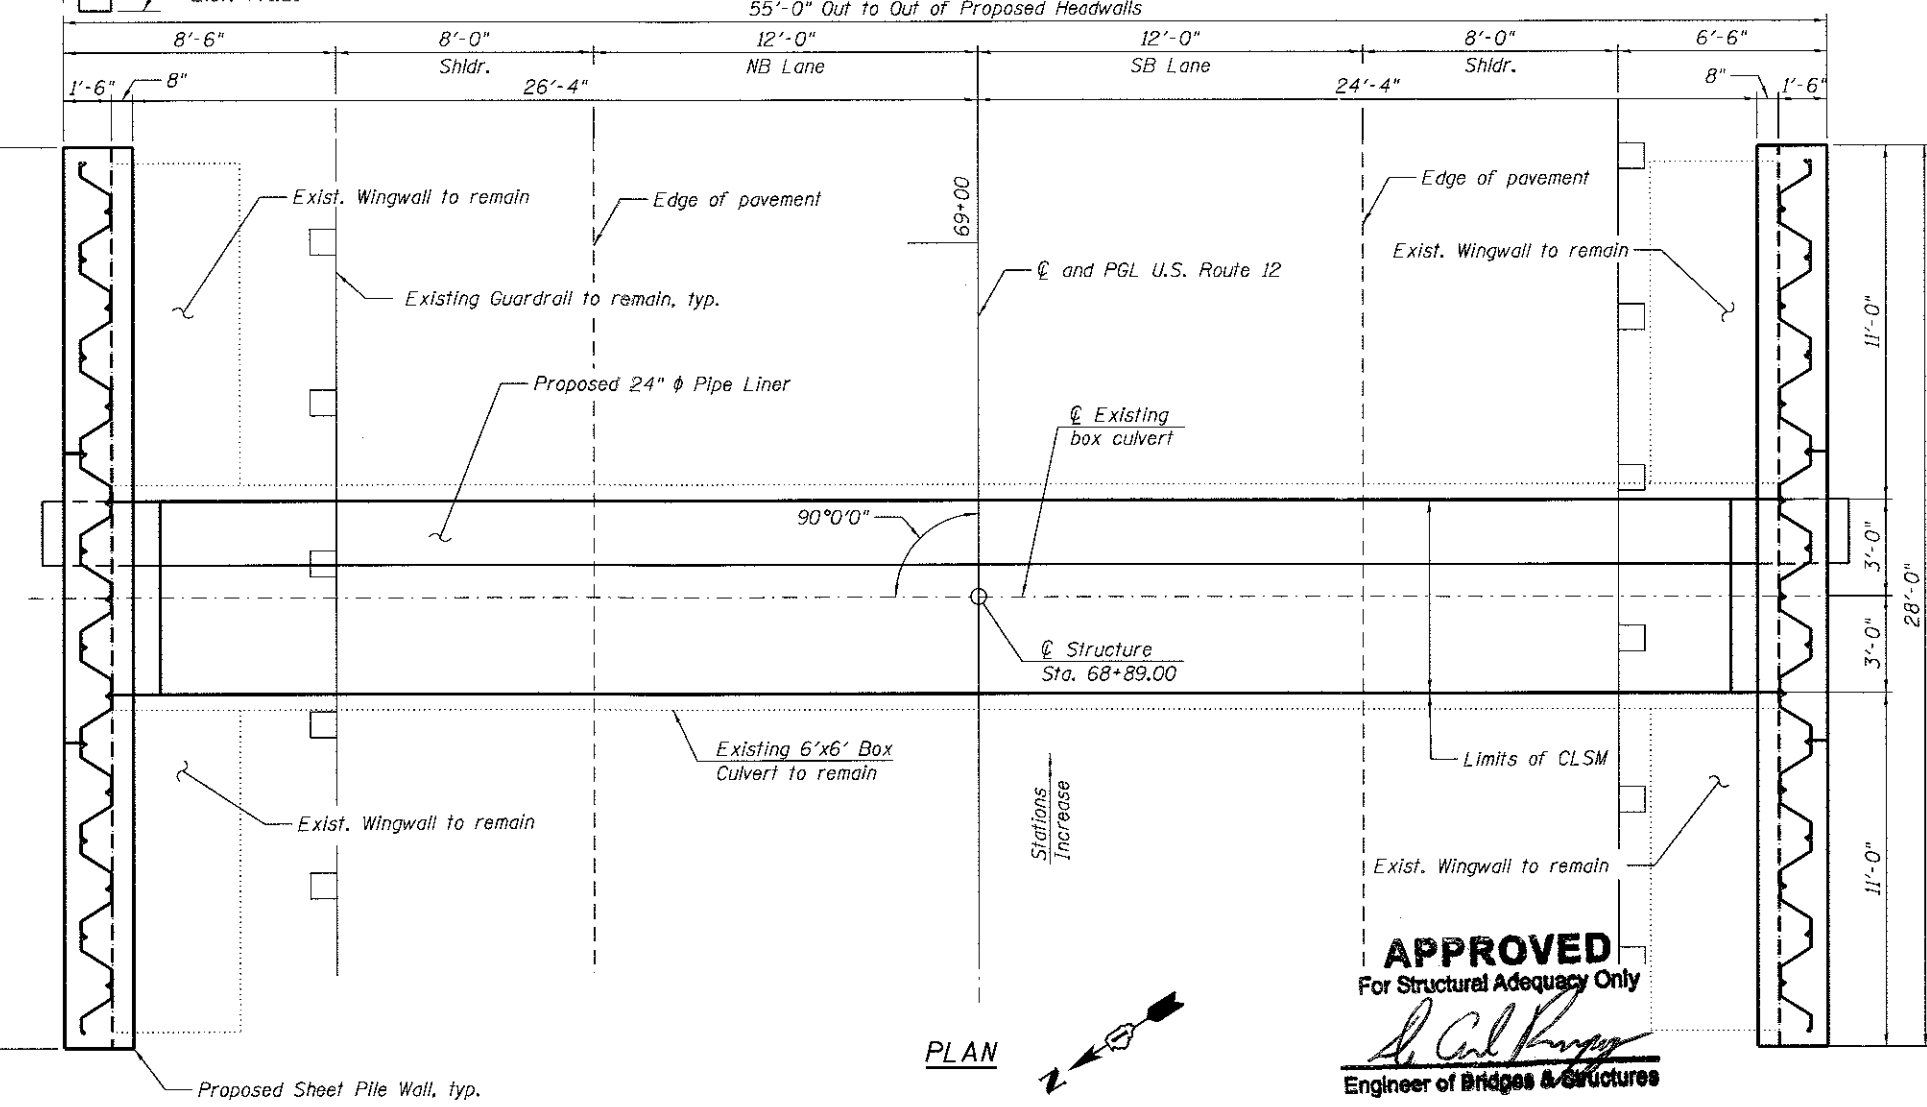 55'-0" Out to Out of Proposed Headwalls
8'-6"
8'-0"
12'-0"
12'-0"
8'-0"
6'-6"
Shldr.
NB Lane
SB Lane
Shldr.
1'-6"
8"
26'-4"
24'-4"
8"
1'-6"
Exist. Wingwall to remain
Edge of pavement
69+00
Edge of pavement
Exist. Wingwall to remain
℄ and PGL U.S. Route 12
Existing Guardrail to remain, typ.
11'-0"
Proposed 24" ϕ Pipe Liner
℄ Existing
box culvert
90°0'0"
3'-0"
28'-0"
3'-0"
℄ Structure
Sta. 68+89.00
Existing 6'x6' Box
Culvert to remain
Limits of CLSM
Stations
Increase
Exist. Wingwall to remain
Exist. Wingwall to remain
11'-0"
APPROVED
For Structural Adequacy Only
PLAN
Z
Engineer of Bridges & Structures
Proposed Sheet Pile Wall, typ.